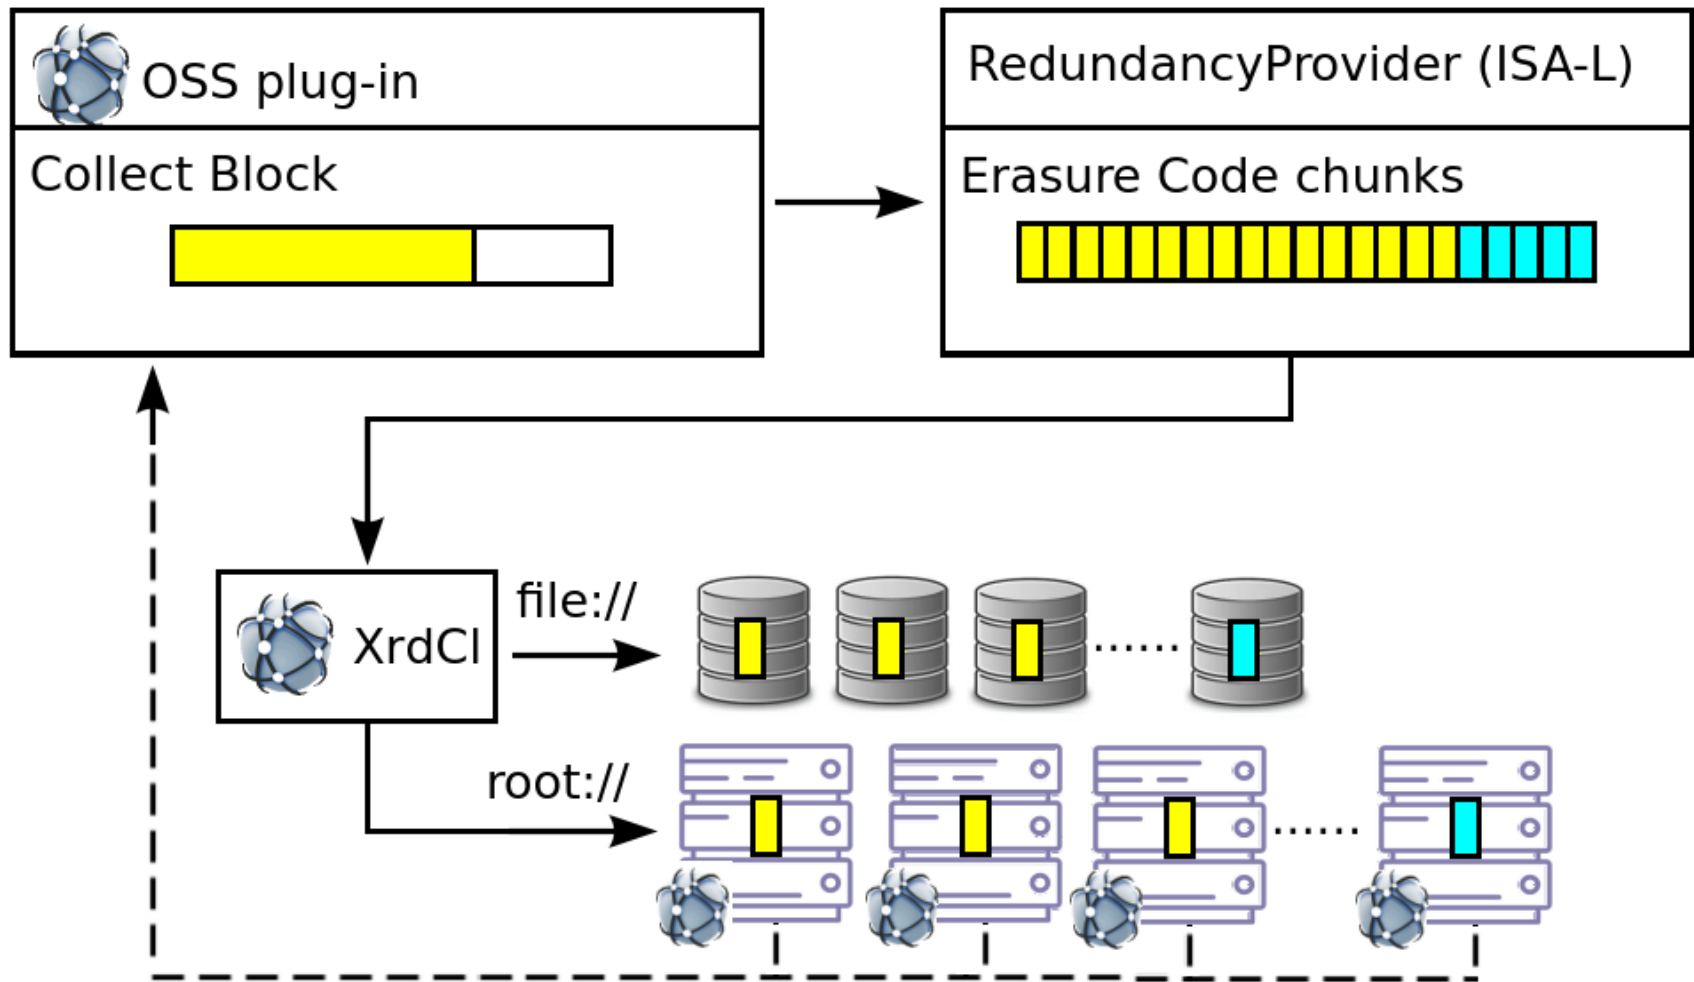 OSS plug-in
RedundancyProvider (ISA-L)
Collect Block
Erasure Code chunks
file://
XrdCl
root://